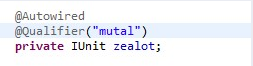 @Autowired
@Qualifier("mutal")
private IUnit zealot;